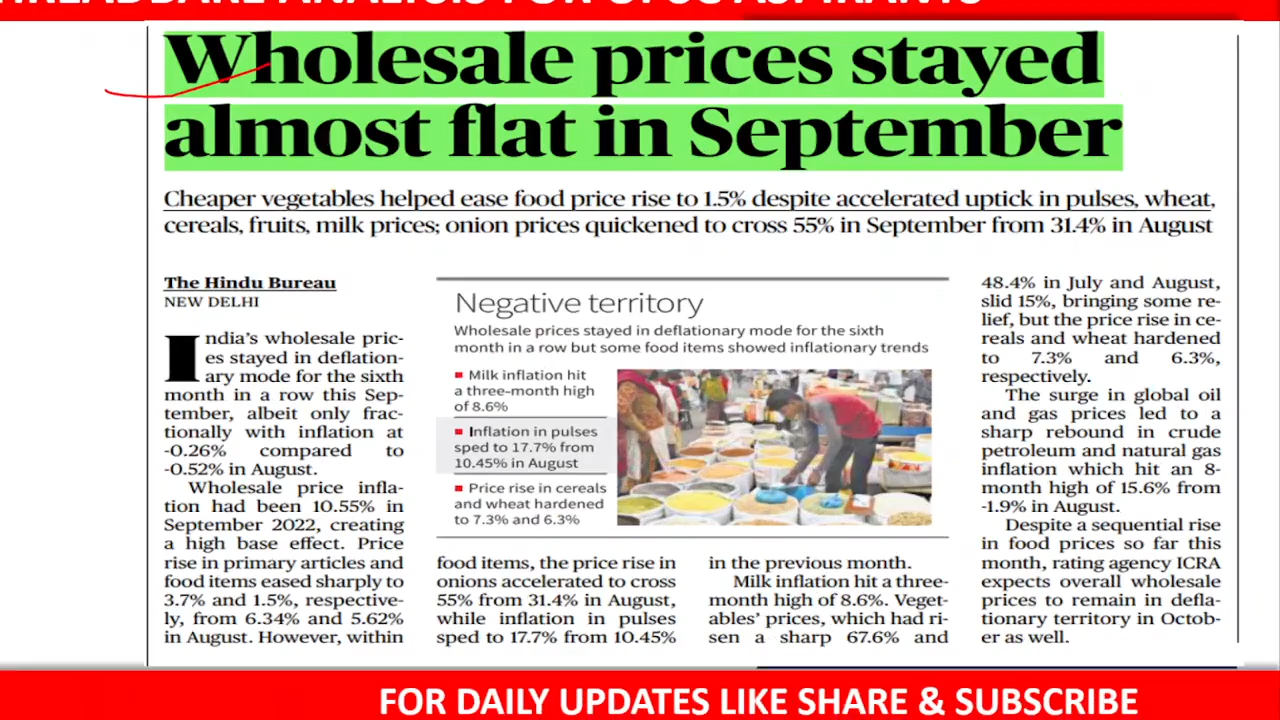 THREADBARE ANALYSIS FOR UPSC ASPIRANTS
Wholesale prices stayed
almost flat in September
Cheaper vegetables helped ease food price rise to 1.5% despite accelerated uptick in pulses, wheat,
cereals, fruits, milk prices; onion prices quickened to cross 55% in September from 31.4% in August
The Hindu Bureau
NEW DELHI
India's wholesale pric-
es stayed in deflation-
ary mode for the sixth
month in a row this Sep-
tember, albeit only frac-
tionally with inflation at
-0.26% compared to
-0.52% in August.
Wholesale price infla-
tion had been 10.55% in
September 2022, creating
a high base effect. Price
rise in primary articles and
food items eased sharply to
3.7% and 1.5%, respective-
ly, from 6.34% and 5.62%
in August. However, within
Negative territory
Wholesale prices stayed in deflationary mode for the sixth
month in a row but some food items showed inflationary trends
Milk inflation hit
a three-month high
of 8.6%
Inflation in pulses
sped to 17.7% from
10.45% in August
Price rise in cereals
and wheat hardened
to 7.3% and 6.3%
food items, the price rise in
onions accelerated to cross
55% from 31.4% in August,
while inflation in pulses
sped to 17.7% from 10.45%
in the previous month.
Milk inflation hit a three-
month high of 8.6%. Veget-
ables' prices, which had ri-
sen a sharp 67.6% and
48.4% in July and August,
slid 15%, bringing some re-
lief, but the price rise in ce-
reals and wheat hardened
to 7.3% and 6.3%,
respectively.
The surge in global oil
and gas prices led to a
sharp rebound in crude
petroleum and natural gas
inflation which hit an 8-
month high of 15.6% from
-1.9% in August.
Despite a sequential rise
in food prices so far this
month, rating agency ICRA
expects overall wholesale
prices to remain in defla-
tionary territory in Octob-
er as well.
FOR DAILY UPDATES LIKE SHARE & SUBSCRIBE